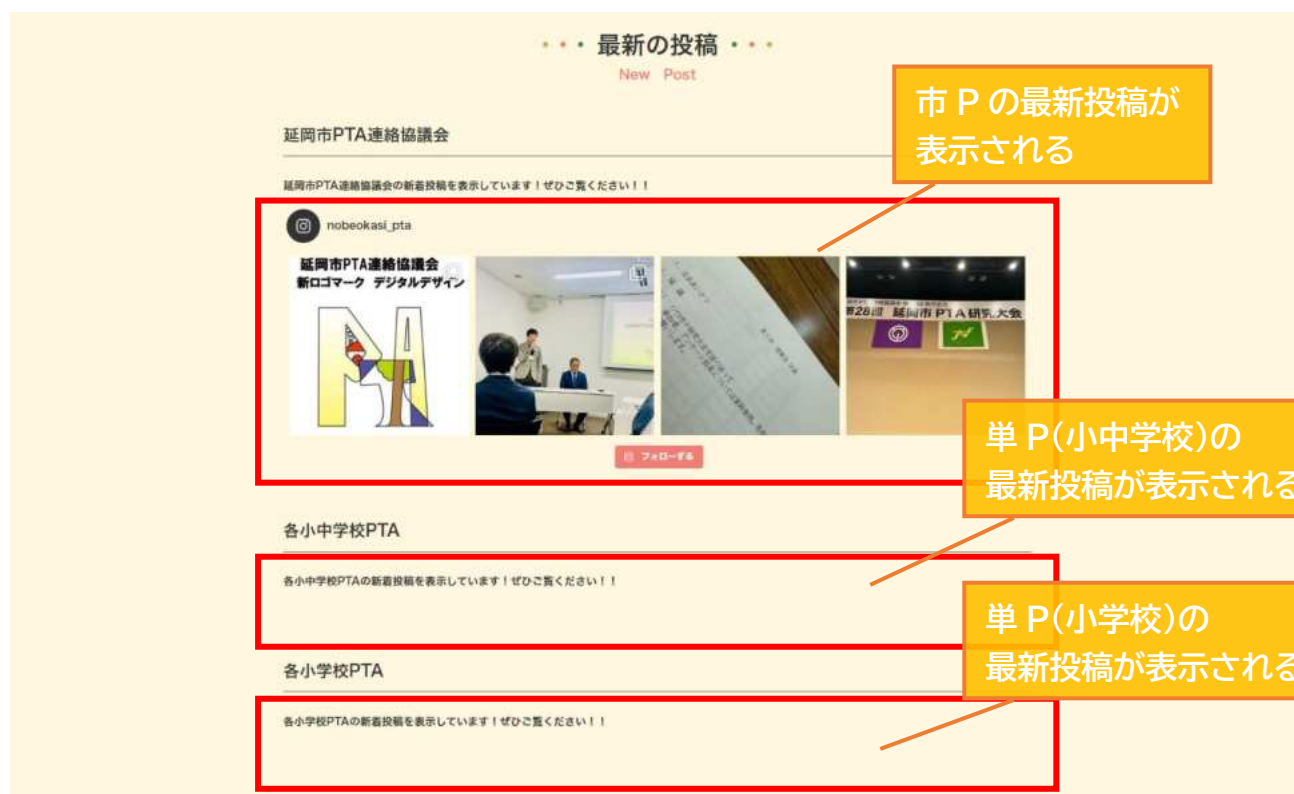 ・・・ 最新の投稿 ・・・
New Post
市Pの最新投稿が
表示される
延岡市PTA連絡協議会
延岡市PTA連絡協議会の新着投稿を表示しています！ぜひご覧ください！！
nobeokasi_pta
延岡市PTA連絡協議会
新ロゴマーク デジタルデザイン
第28回 延岡市PTA研究大会
フォローする
単P(小中学校)の
最新投稿が表示される
各小中学校PTA
各小中学校PTAの新着投稿を表示しています！ぜひご覧ください！！
単P(小学校)の
最新投稿が表示される
各小学校PTA
各小学校PTAの新着投稿を表示しています！ぜひご覧ください！！